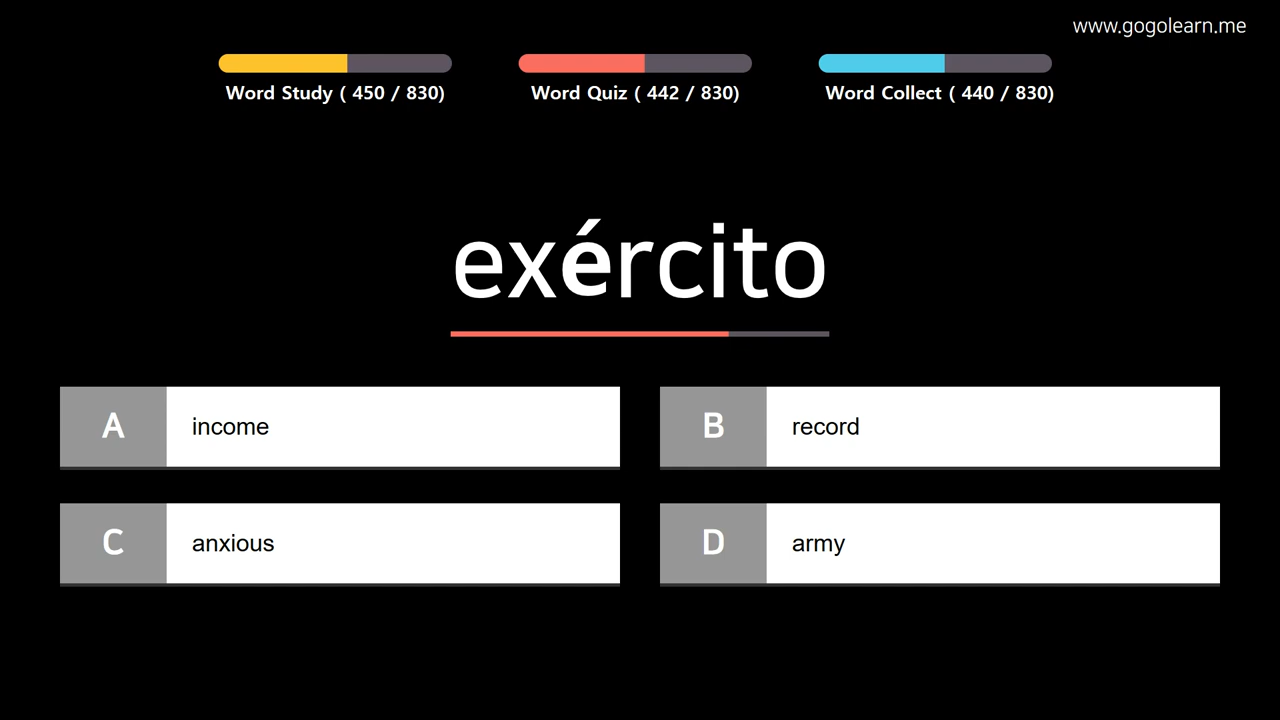 www.gogolearn.me
Word Study ( 450 / 830)
Word Quiz ( 442 / 830)
Word Collect ( 440 / 830)
exército
A income
B record
C anxious
D army